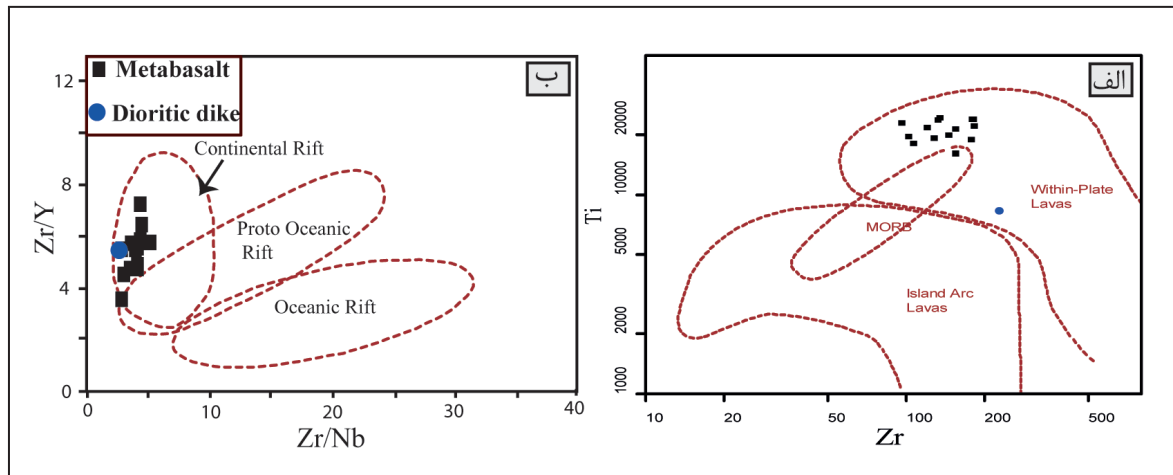 ب
Metabasalt
Dioritic dike
Continental Rift
Proto Oceanic
Rift
Oceanic Rift
Zr/Y
12
8
4
0
0
10
20
30
40
Zr/Nb
الف
Within-Plate
Lavas
MORB
Island Arc
Lavas
Ti
20000
10000
5000
2000
1000
10
20
50
100
200
500
Zr